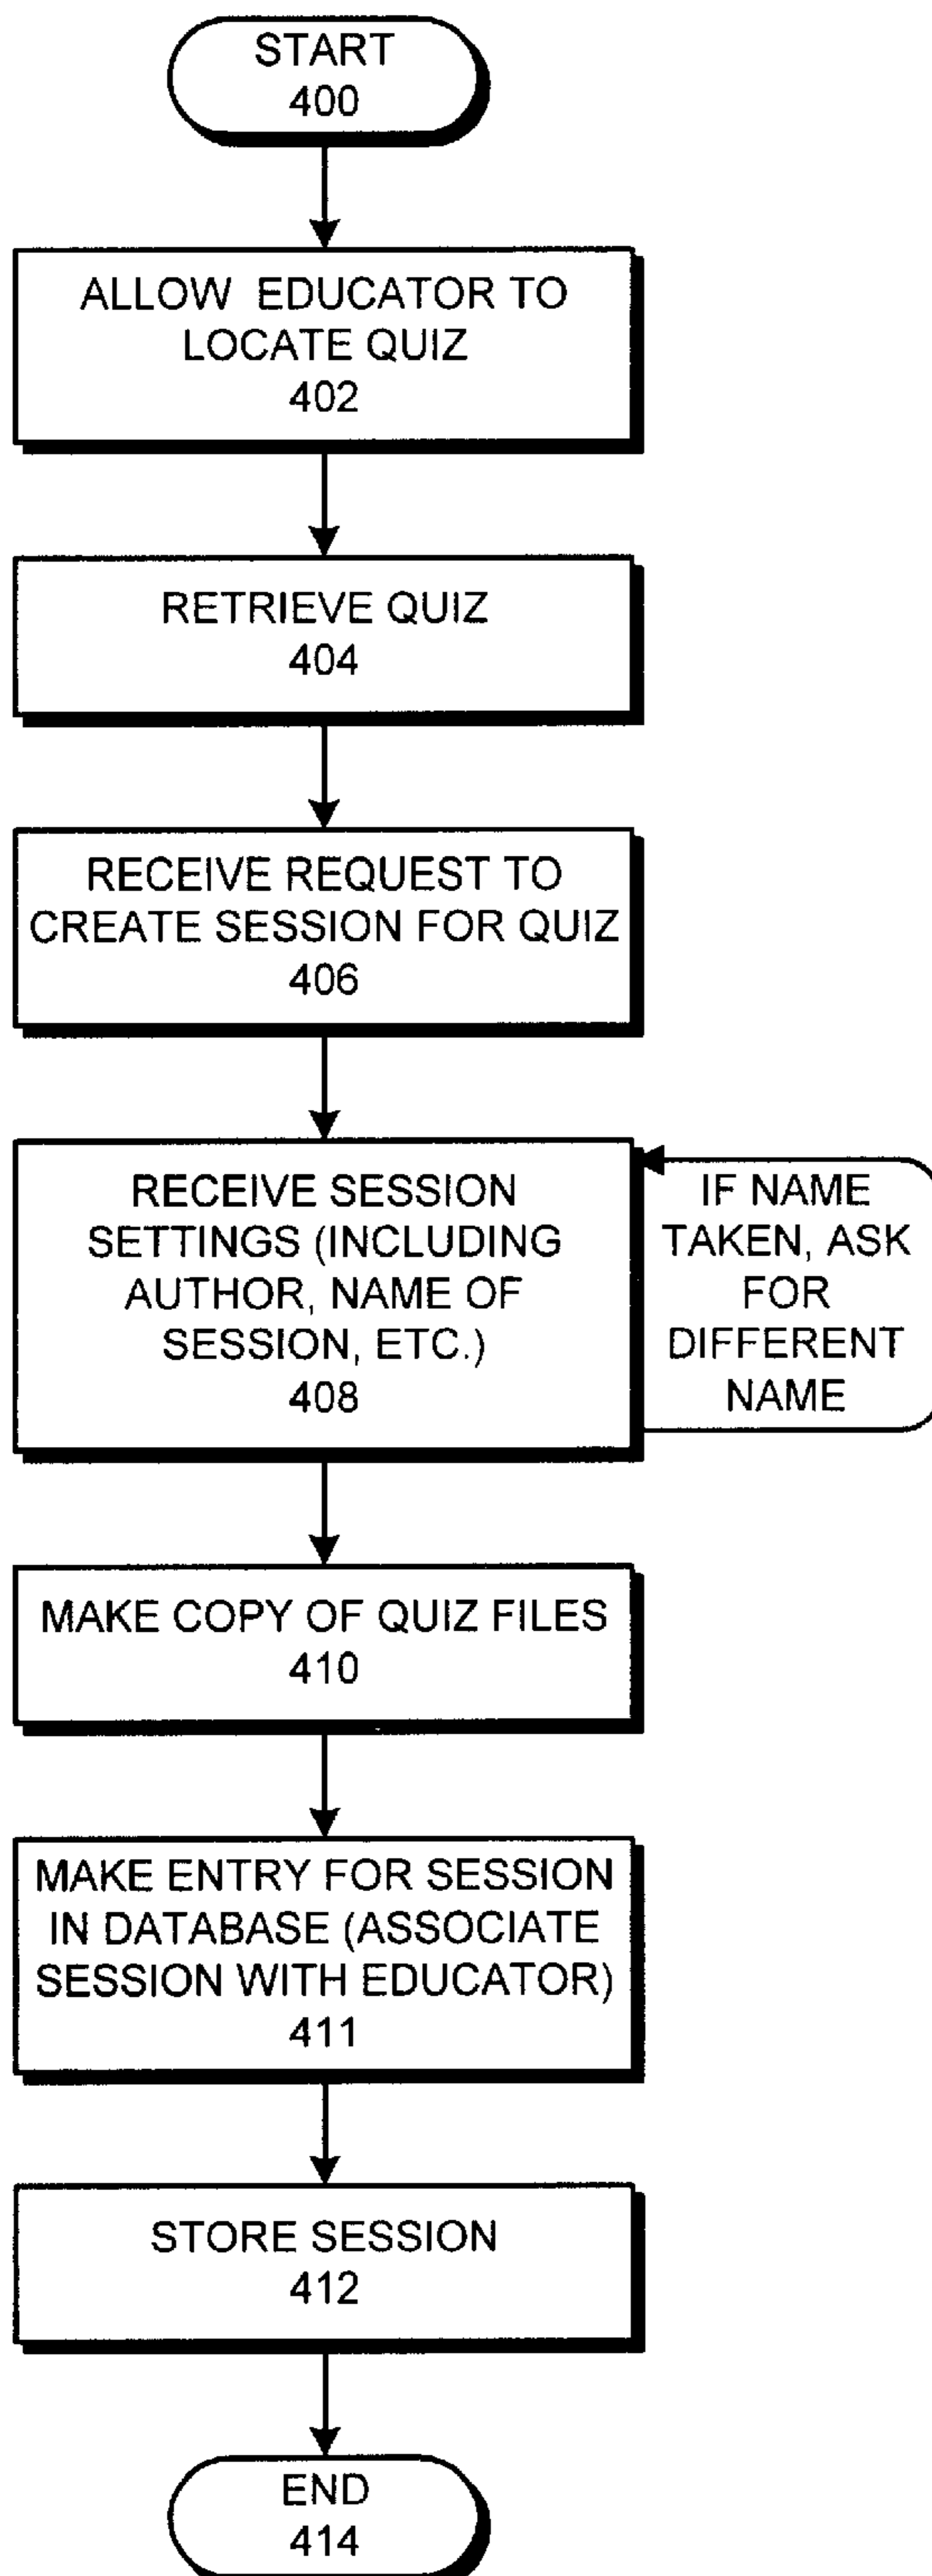 START
400
ALLOW EDUCATOR TO
LOCATE QUIZ
402
RETRIEVE QUIZ
404
RECEIVE REQUEST TO
CREATE SESSION FOR QUIZ
406
RECEIVE SESSION
SETTINGS (INCLUDING
AUTHOR, NAME OF
SESSION, ETC.)
408
IF NAME
TAKEN, ASK
FOR
DIFFERENT
NAME
MAKE COPY OF QUIZ FILES
410
MAKE ENTRY FOR SESSION
IN DATABASE (ASSOCIATE
SESSION WITH EDUCATOR)
411
STORE SESSION
412
END
414